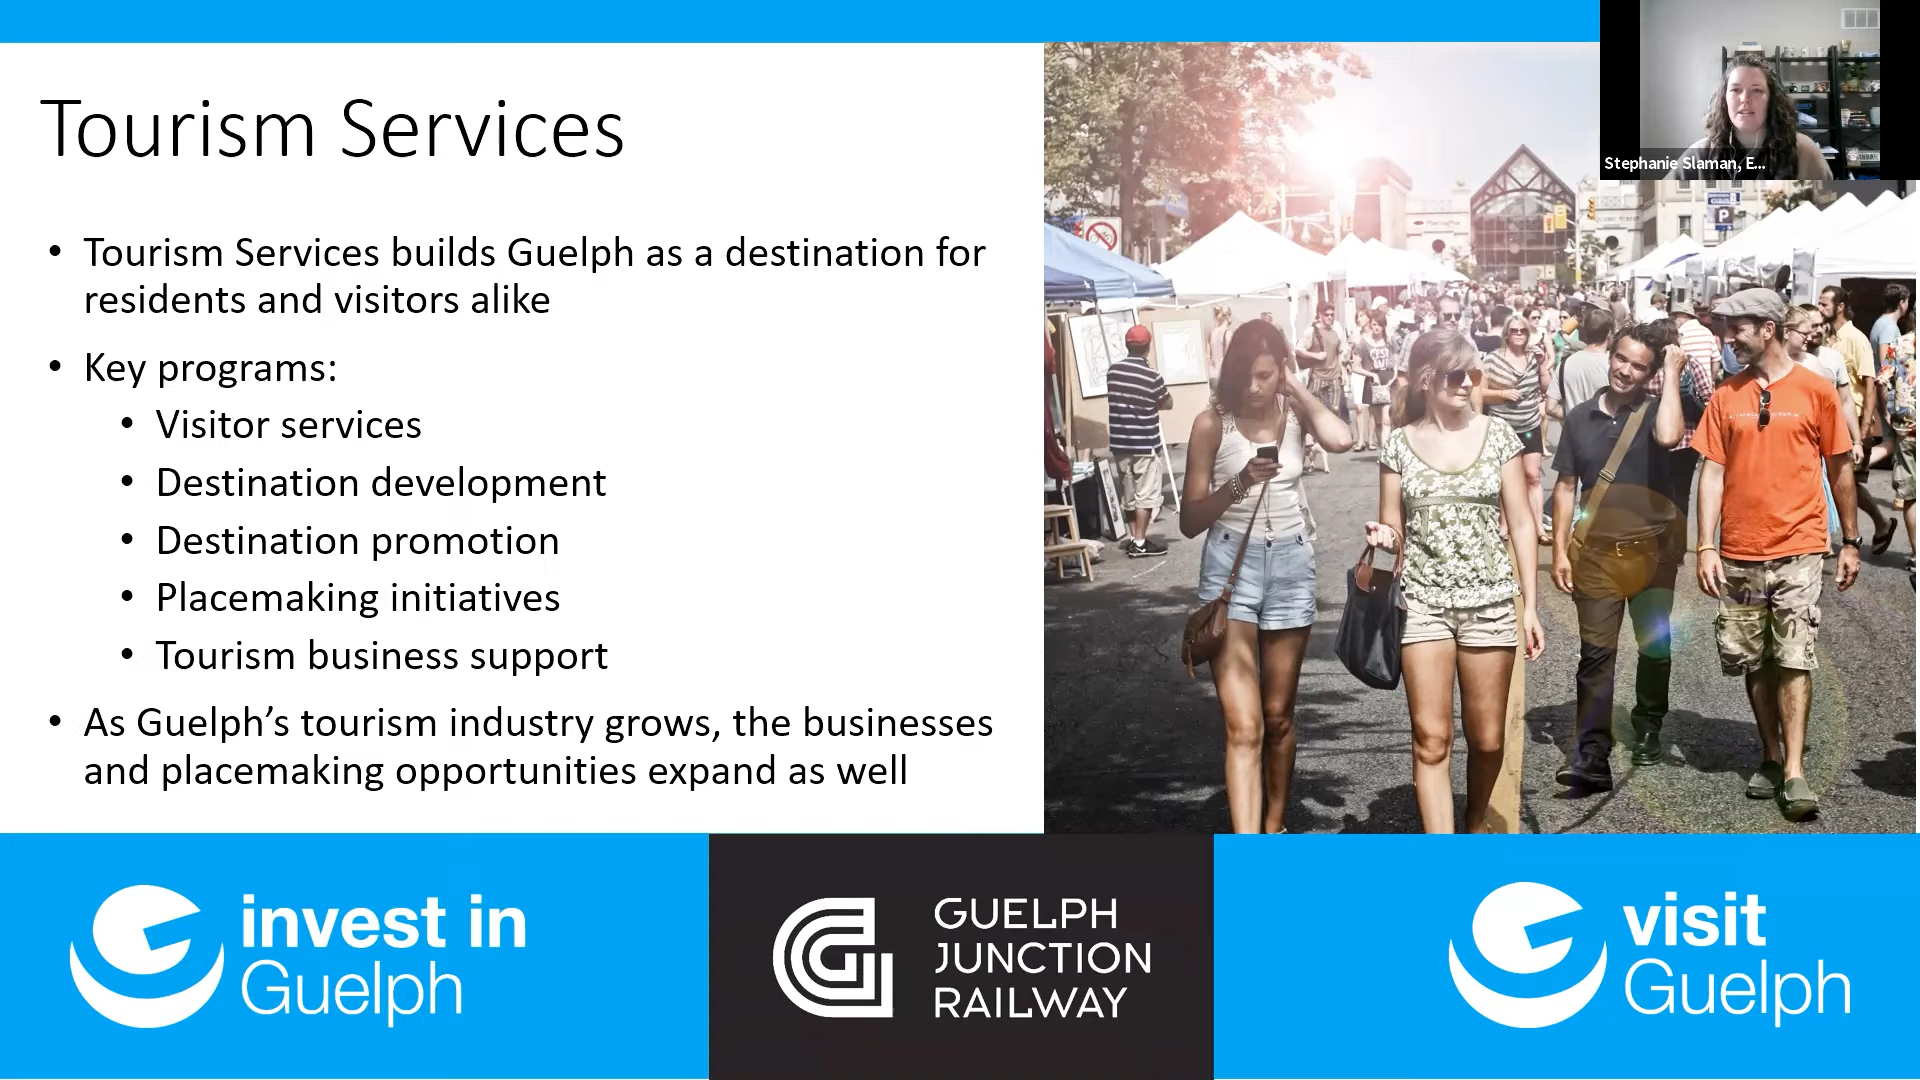 Tourism Services
Stephanie Slaman, E...
• Tourism Services builds Guelph as a destination for
residents and visitors alike
• Key programs:
• Visitor services
• Destination development
• Destination promotion
• Placemaking initiatives
• Tourism business support
• As Guelph’s tourism industry grows, the businesses
and placemaking opportunities expand as well
P
invest in
Guelph
GUELPH
JUNCTION
RAILWAY
visit
Guelph